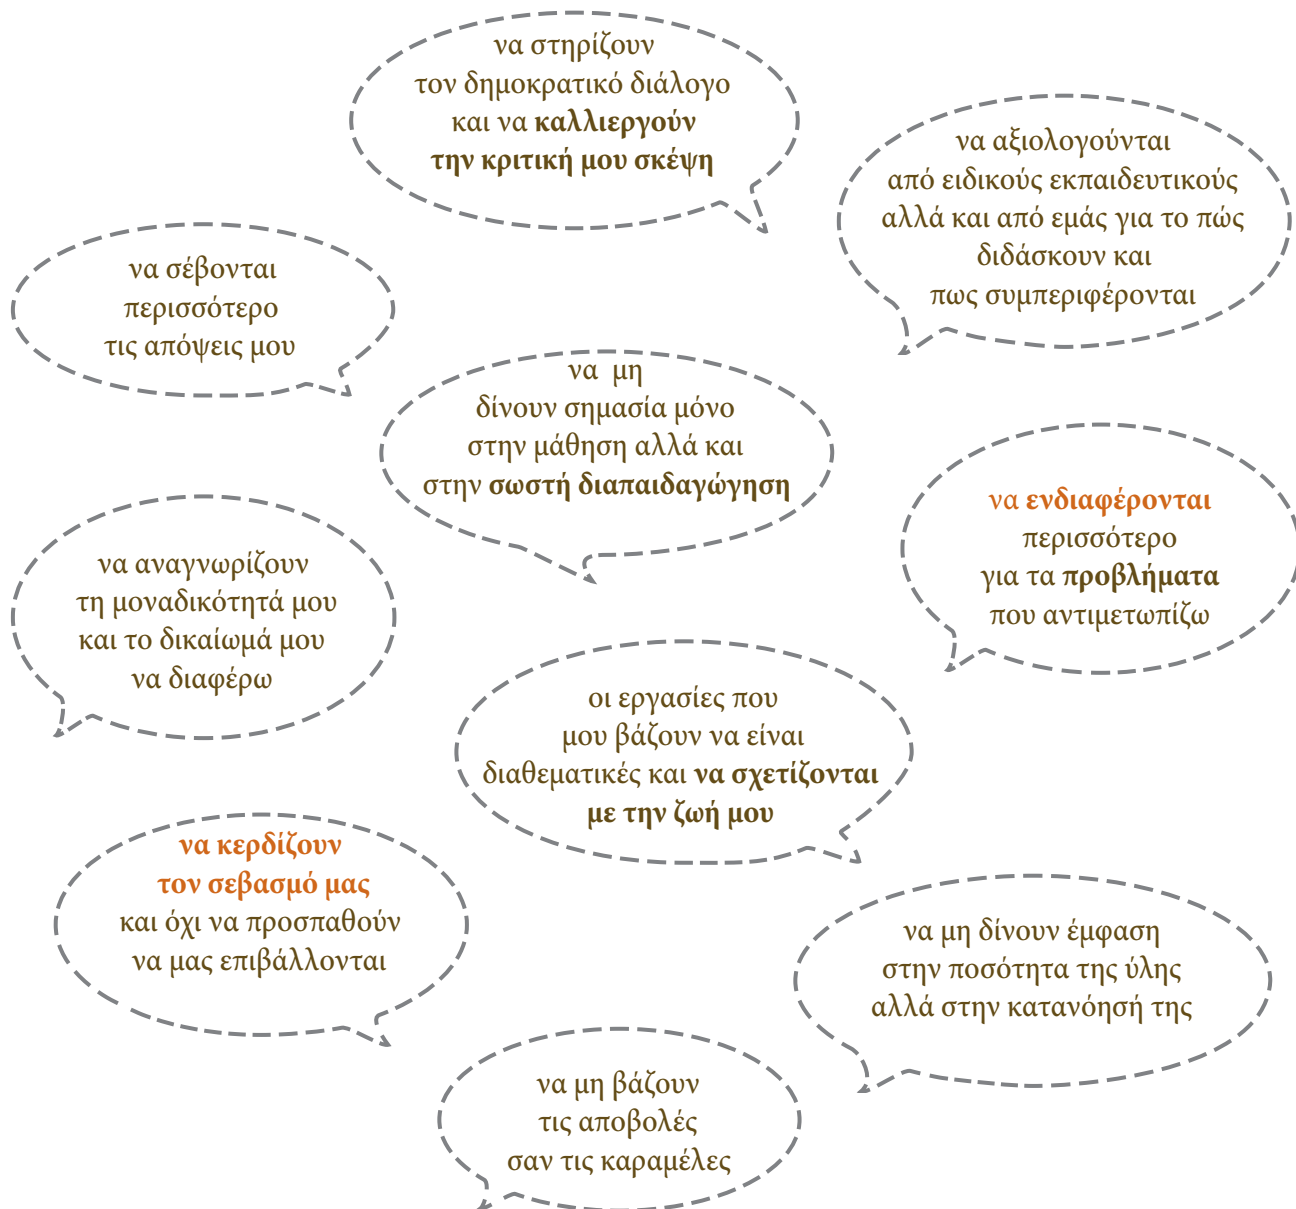 να στηρίζουν
τον δημοκρατικό διάλογο
και να καλλιεργούν
την κριτική μου σκέψη
να αξιολογούνται
από ειδικούς εκπαιδευτικούς
αλλά και από εμάς για το πώς
διδάσκουν και
πως συμπεριφέρονται
να σέβονται
περισσότερο
τις απόψεις μου
να μη
δίνουν σημασία μόνο
στην μάθηση αλλά και
στην σωστή διαπαιδαγώγηση
να ενδιαφέρονται
περισσότερο
για τα προβλήματα
που αντιμετωπίζω
να αναγνωρίζουν
τη μοναδικότητά μου
και το δικαίωμά μου
να διαφέρω
οι εργασίες που
μου βάζουν να είναι
διαθεματικές και να σχετίζονται
με την ζωή μου
να κερδίζουν
τον σεβασμό μας
και όχι να προσπαθούν
να μας επιβάλλονται
να μη δίνουν έμφαση
στην ποσότητα της ύλης
αλλά στην κατανόησή της
να μη βάζουν
τις αποβολές
σαν τις καραμέλες